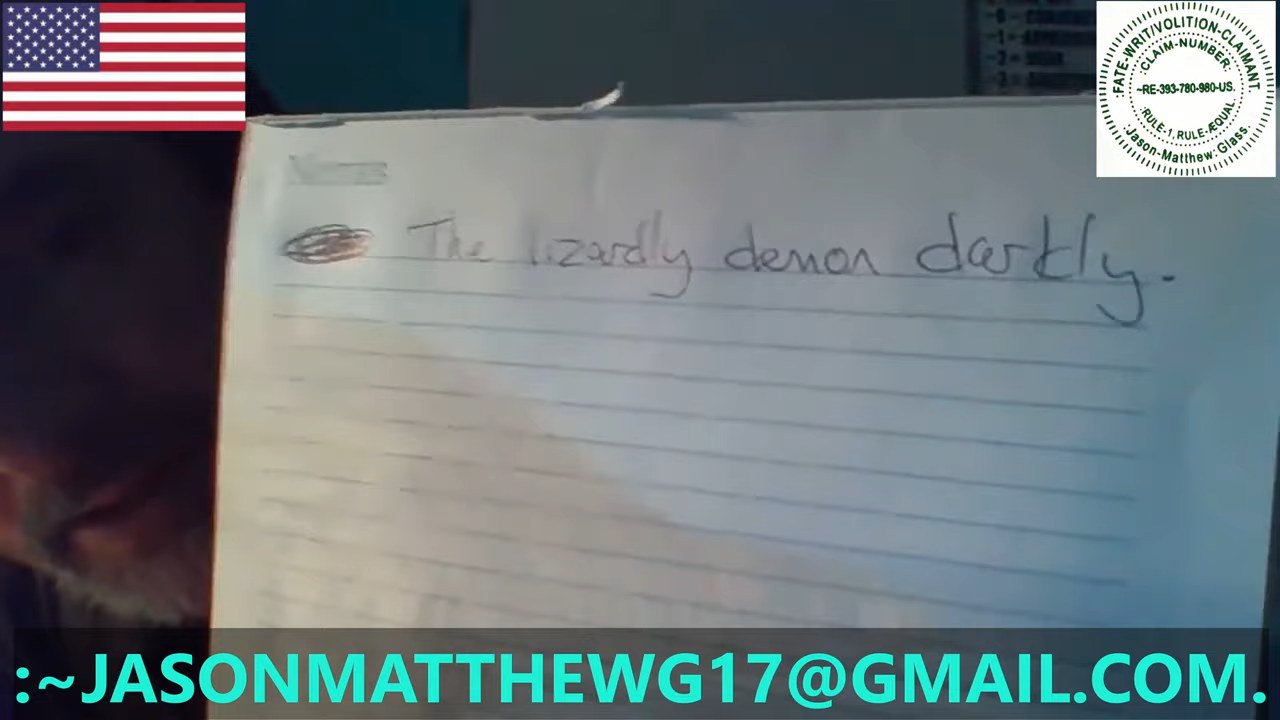 :FATE-WRIT/VOLITION-CLAIMANT
:CLAIM-NUMBER:
~RE-393-780-980-US.
:RULE-1, RULE-ÆQUAL.
:Jason-Matthew: Glass.
Notes
The lizardly demon darkly.
:~JASONMATTHEWG17@GMAIL.COM.